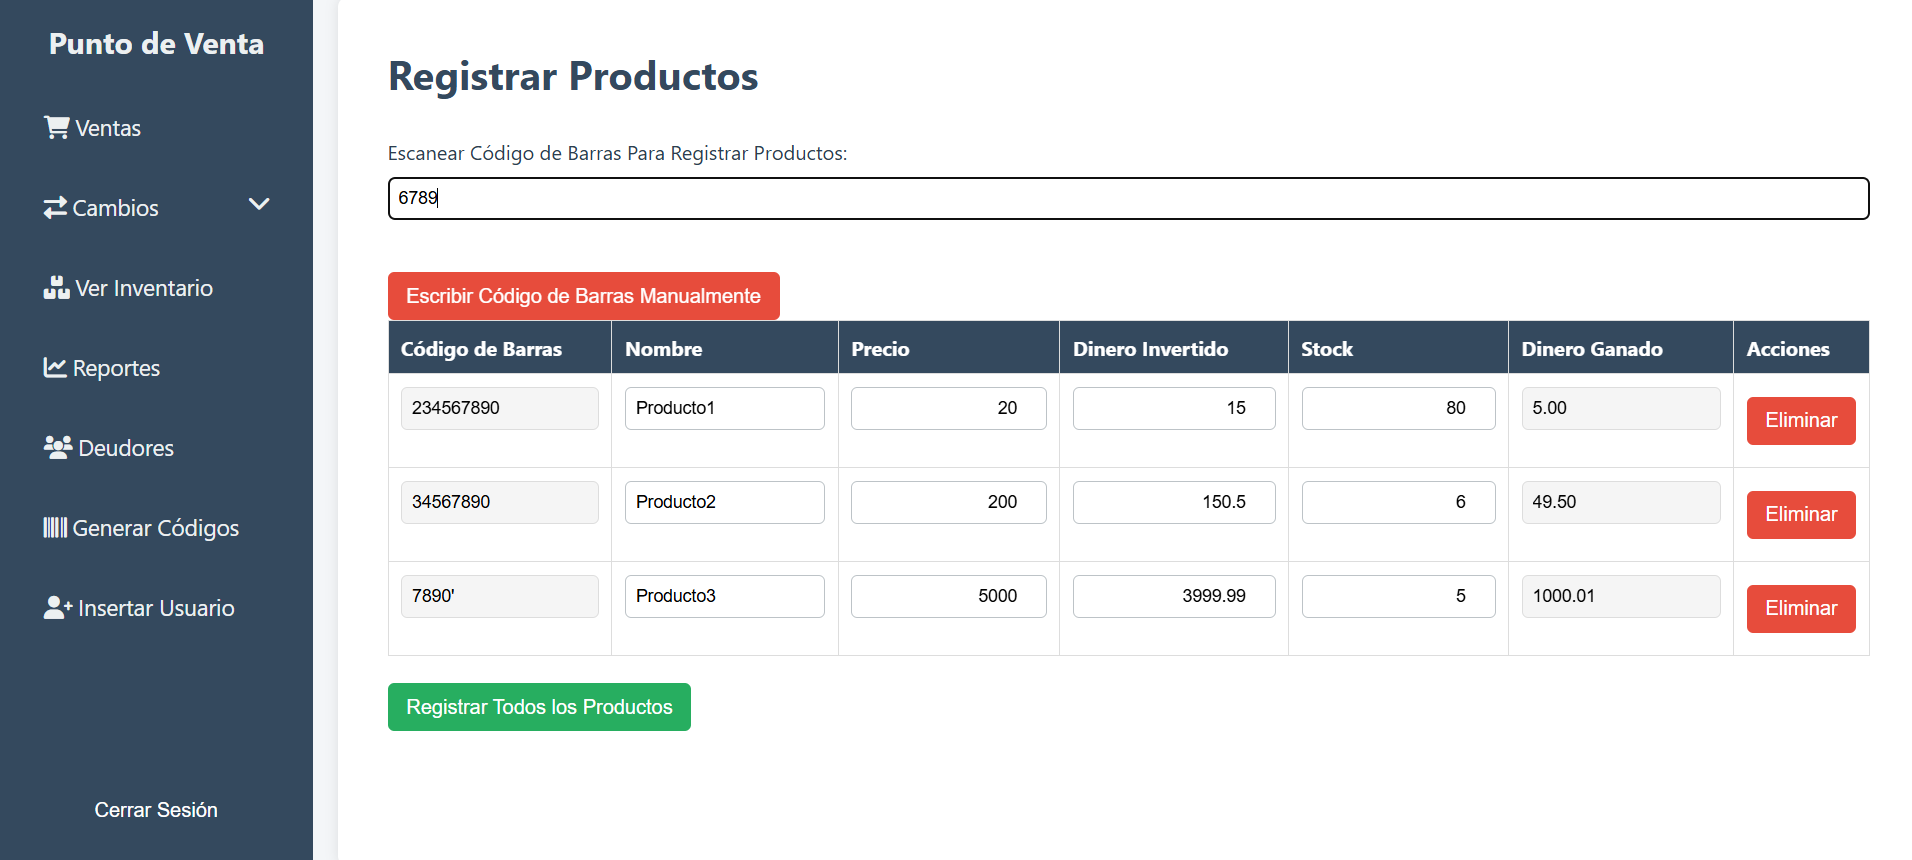 Punto de Venta
Ventas
Cambios
Ver Inventario
Reportes
Deudores
Generar Códigos
Insertar Usuario
Cerrar Sesión
Registrar Productos
Escanear Código de Barras Para Registrar Productos:
6789
Escribir Código de Barras Manualmente
Código de Barras Nombre Precio Dinero Invertido Stock Dinero Ganado Acciones
234567890 Producto1 20 15 80 5.00 Eliminar
34567890 Producto2 200 150.5 6 49.50 Eliminar
7890' Producto3 5000 3999.99 5 1000.01 Eliminar
Registrar Todos los Productos